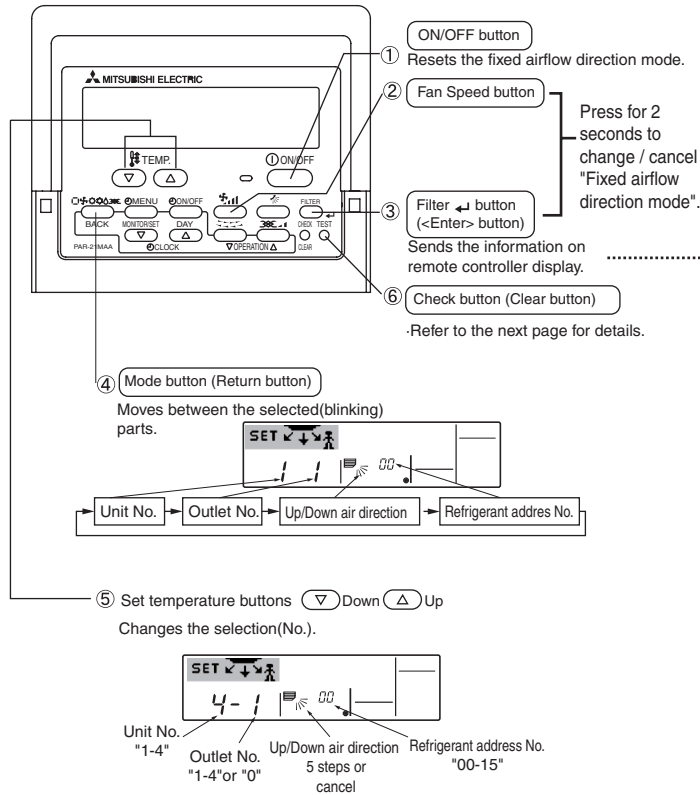 ON/OFF button
① Resets the fixed airflow direction mode.
② Fan Speed button
Press for 2
seconds to
change / cancel
"Fixed airflow
direction mode".
③ Filter ↵ button
(<Enter> button)
Sends the information on
remote controller display.
⑥ Check button (Clear button)
·Refer to the next page for details.
MITSUBISHI ELECTRIC
TEMP.
ON/OFF
MENU
ON/OFF
FILTER
BACK
MONITOR/SET
DAY
CHECK
TEST
PAR-21MAA
CLOCK
▽OPERATION△
CLEAR
④ Mode button (Return button)
Moves between the selected(blinking)
parts.
SET
1 1 00
Unit No.
Outlet No.
Up/Down air direction
Refrigerant addres No.
⑤ Set temperature buttons ▽ Down △ Up
Changes the selection(No.).
SET
4- 1 00
Unit No.
"1-4"
Outlet No.
"1-4"or "0"
Up/Down air direction
5 steps or
cancel
Refrigerant address No.
"00-15"